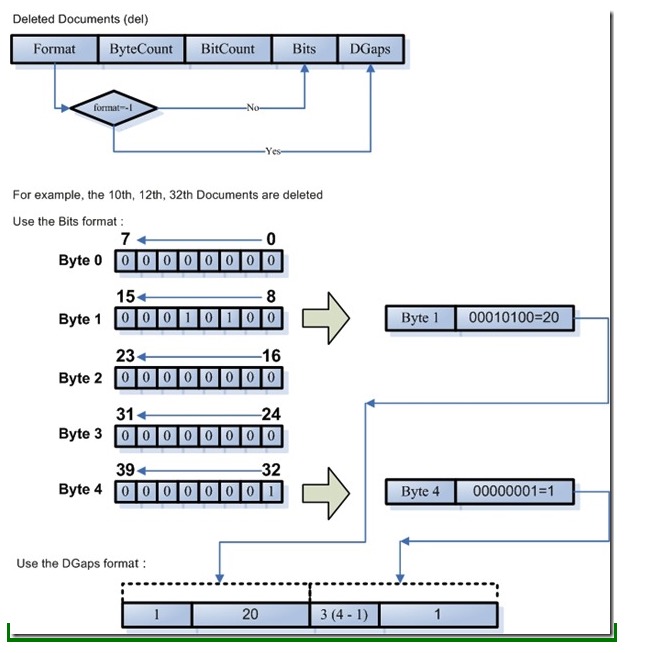 Deleted Documents (del)
Format ByteCount BitCount Bits DGaps
format=-1
No
Yes
For example, the 10th, 12th, 32th Documents are deleted
Use the Bits format :
7 0
Byte 0 0 0 0 0 0 0 0 0
15 8
Byte 1 0 0 0 1 0 1 0 0
Byte 1 00010100=20
23 16
Byte 2 0 0 0 0 0 0 0 0
31 24
Byte 3 0 0 0 0 0 0 0 0
39 32
Byte 4 0 0 0 0 0 0 0 1
Byte 4 00000001=1
Use the DGaps format :
1 20 3 (4 - 1) 1